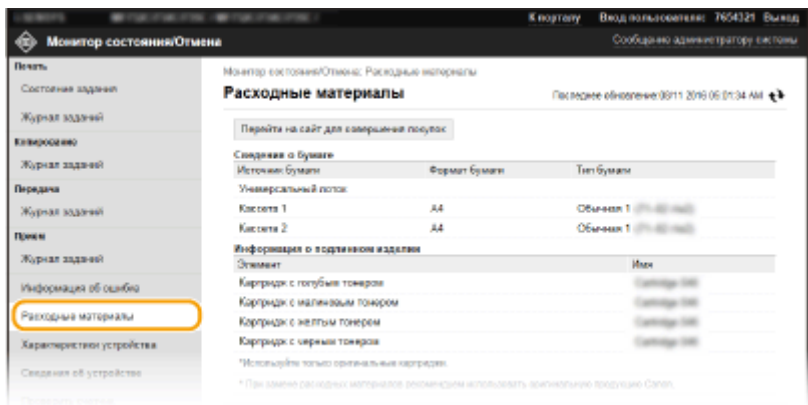 К порталу Вход пользователя: 7654321 Выход
Монитор состояния/Отмена
Сообщение администратору системы
Печать
Состояние задания
Журнал заданий
Копирование
Журнал заданий
Передача
Журнал заданий
Прием
Журнал заданий
Информация об ошибке
Расходные материалы
Характеристики устройства
Сведения об устройстве
Монитор состояния/Отмена: Расходные материалы
Расходные материалы
Последнее обновление:08/11 2016 06:01:34 AM
Перейти на сайт для совершения покупок
Сведения о бумаге
Источник бумаги Формат бумаги Тип бумаги
Универсальный лоток
Кассета 1 A4 Обычная 1
Кассета 2 A4 Обычная 1
Информация о подлинном изделии
Элемент Имя
Картридж с голубым тонером
Картридж с малиновым тонером
Картридж с желтым тонером
Картридж с черным тонером
*Используйте только оригинальные картриджи.
* При замене расходных материалов рекомендуем использовать оригинальную продукцию Canon.